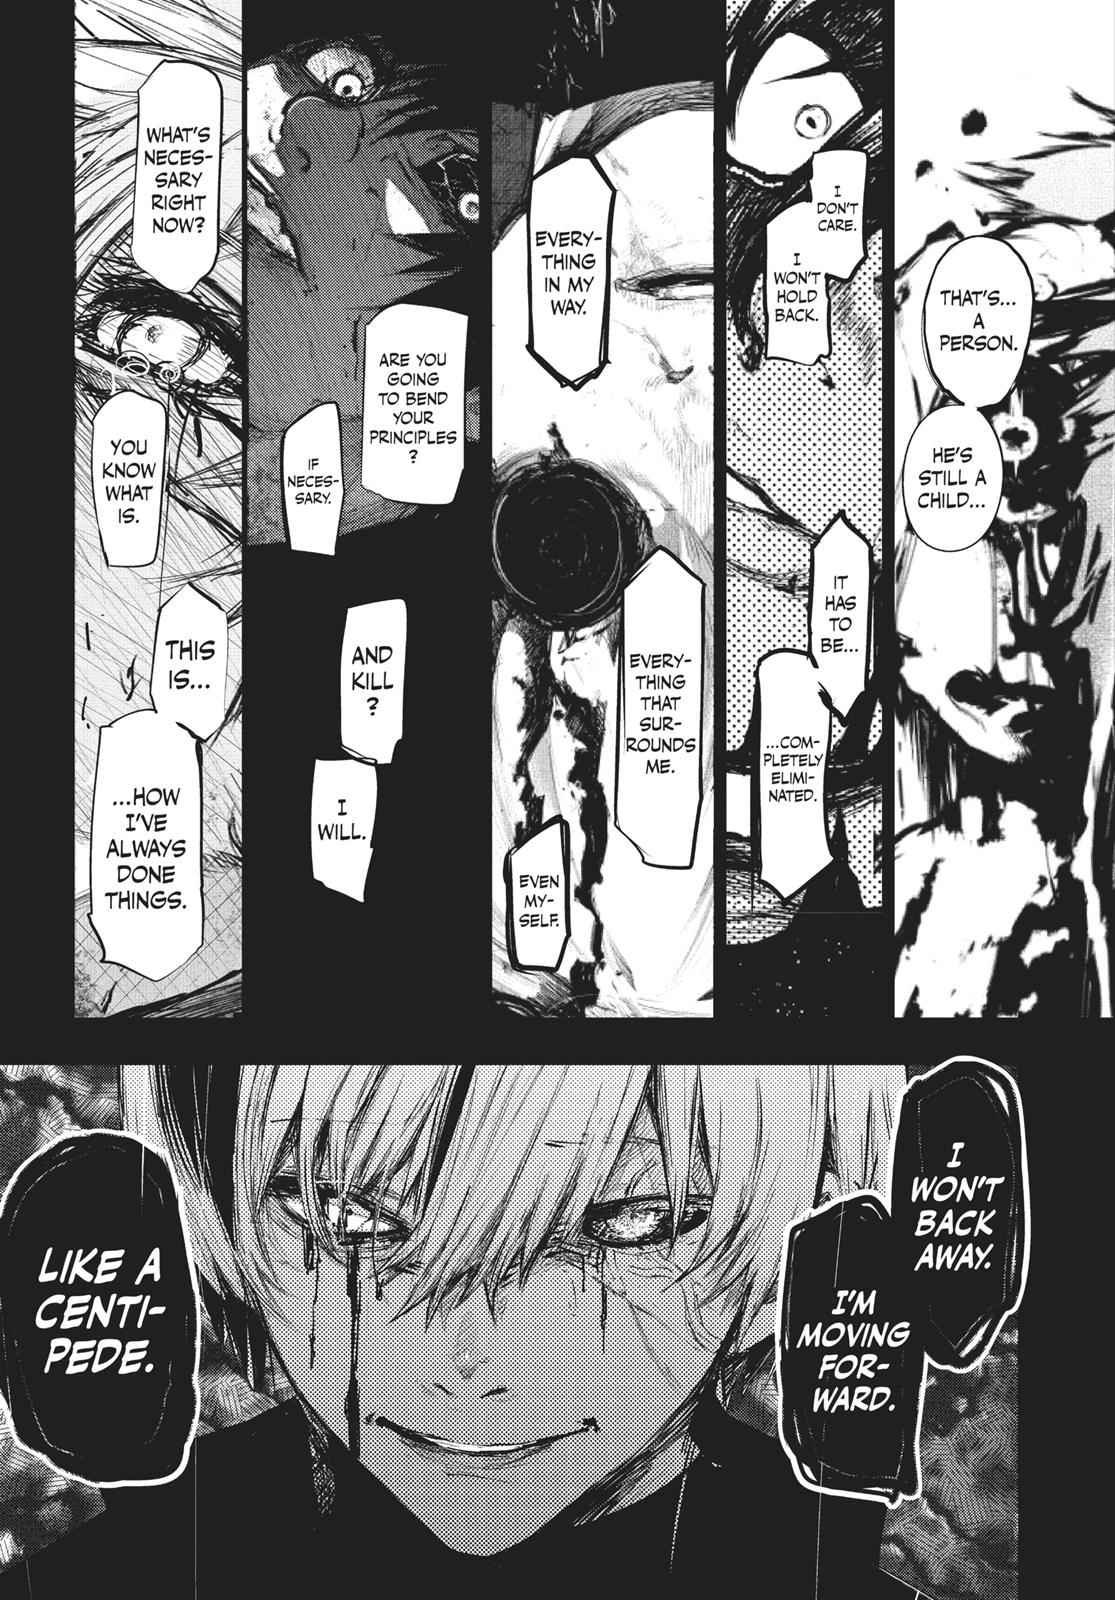 THAT'S...
A
PERSON.
HE'S
STILL A
CHILD...
I
DON'T
CARE.
I
WON'T
HOLD
BACK.
IT
HAS
TO
BE...
...COM-
PLETELY
ELIMI-
NATED.
EVERY-
THING
IN MY
WAY.
EVERY-
THING
THAT
SUR-
ROUNDS
ME.
EVEN
MY-
SELF.
ARE YOU
GOING
TO BEND
YOUR
PRINCIPLES
?
IF
NECES-
SARY.
AND
KILL
?
I
WILL.
WHAT'S
NECES-
SARY
RIGHT
NOW?
YOU
KNOW
WHAT
IS.
THIS
IS...
...HOW
I'VE
ALWAYS
DONE
THINGS.
I
WON'T
BACK
AWAY.
I'M
MOVING
FOR-
WARD.
LIKE A
CENTI-
PEDE.